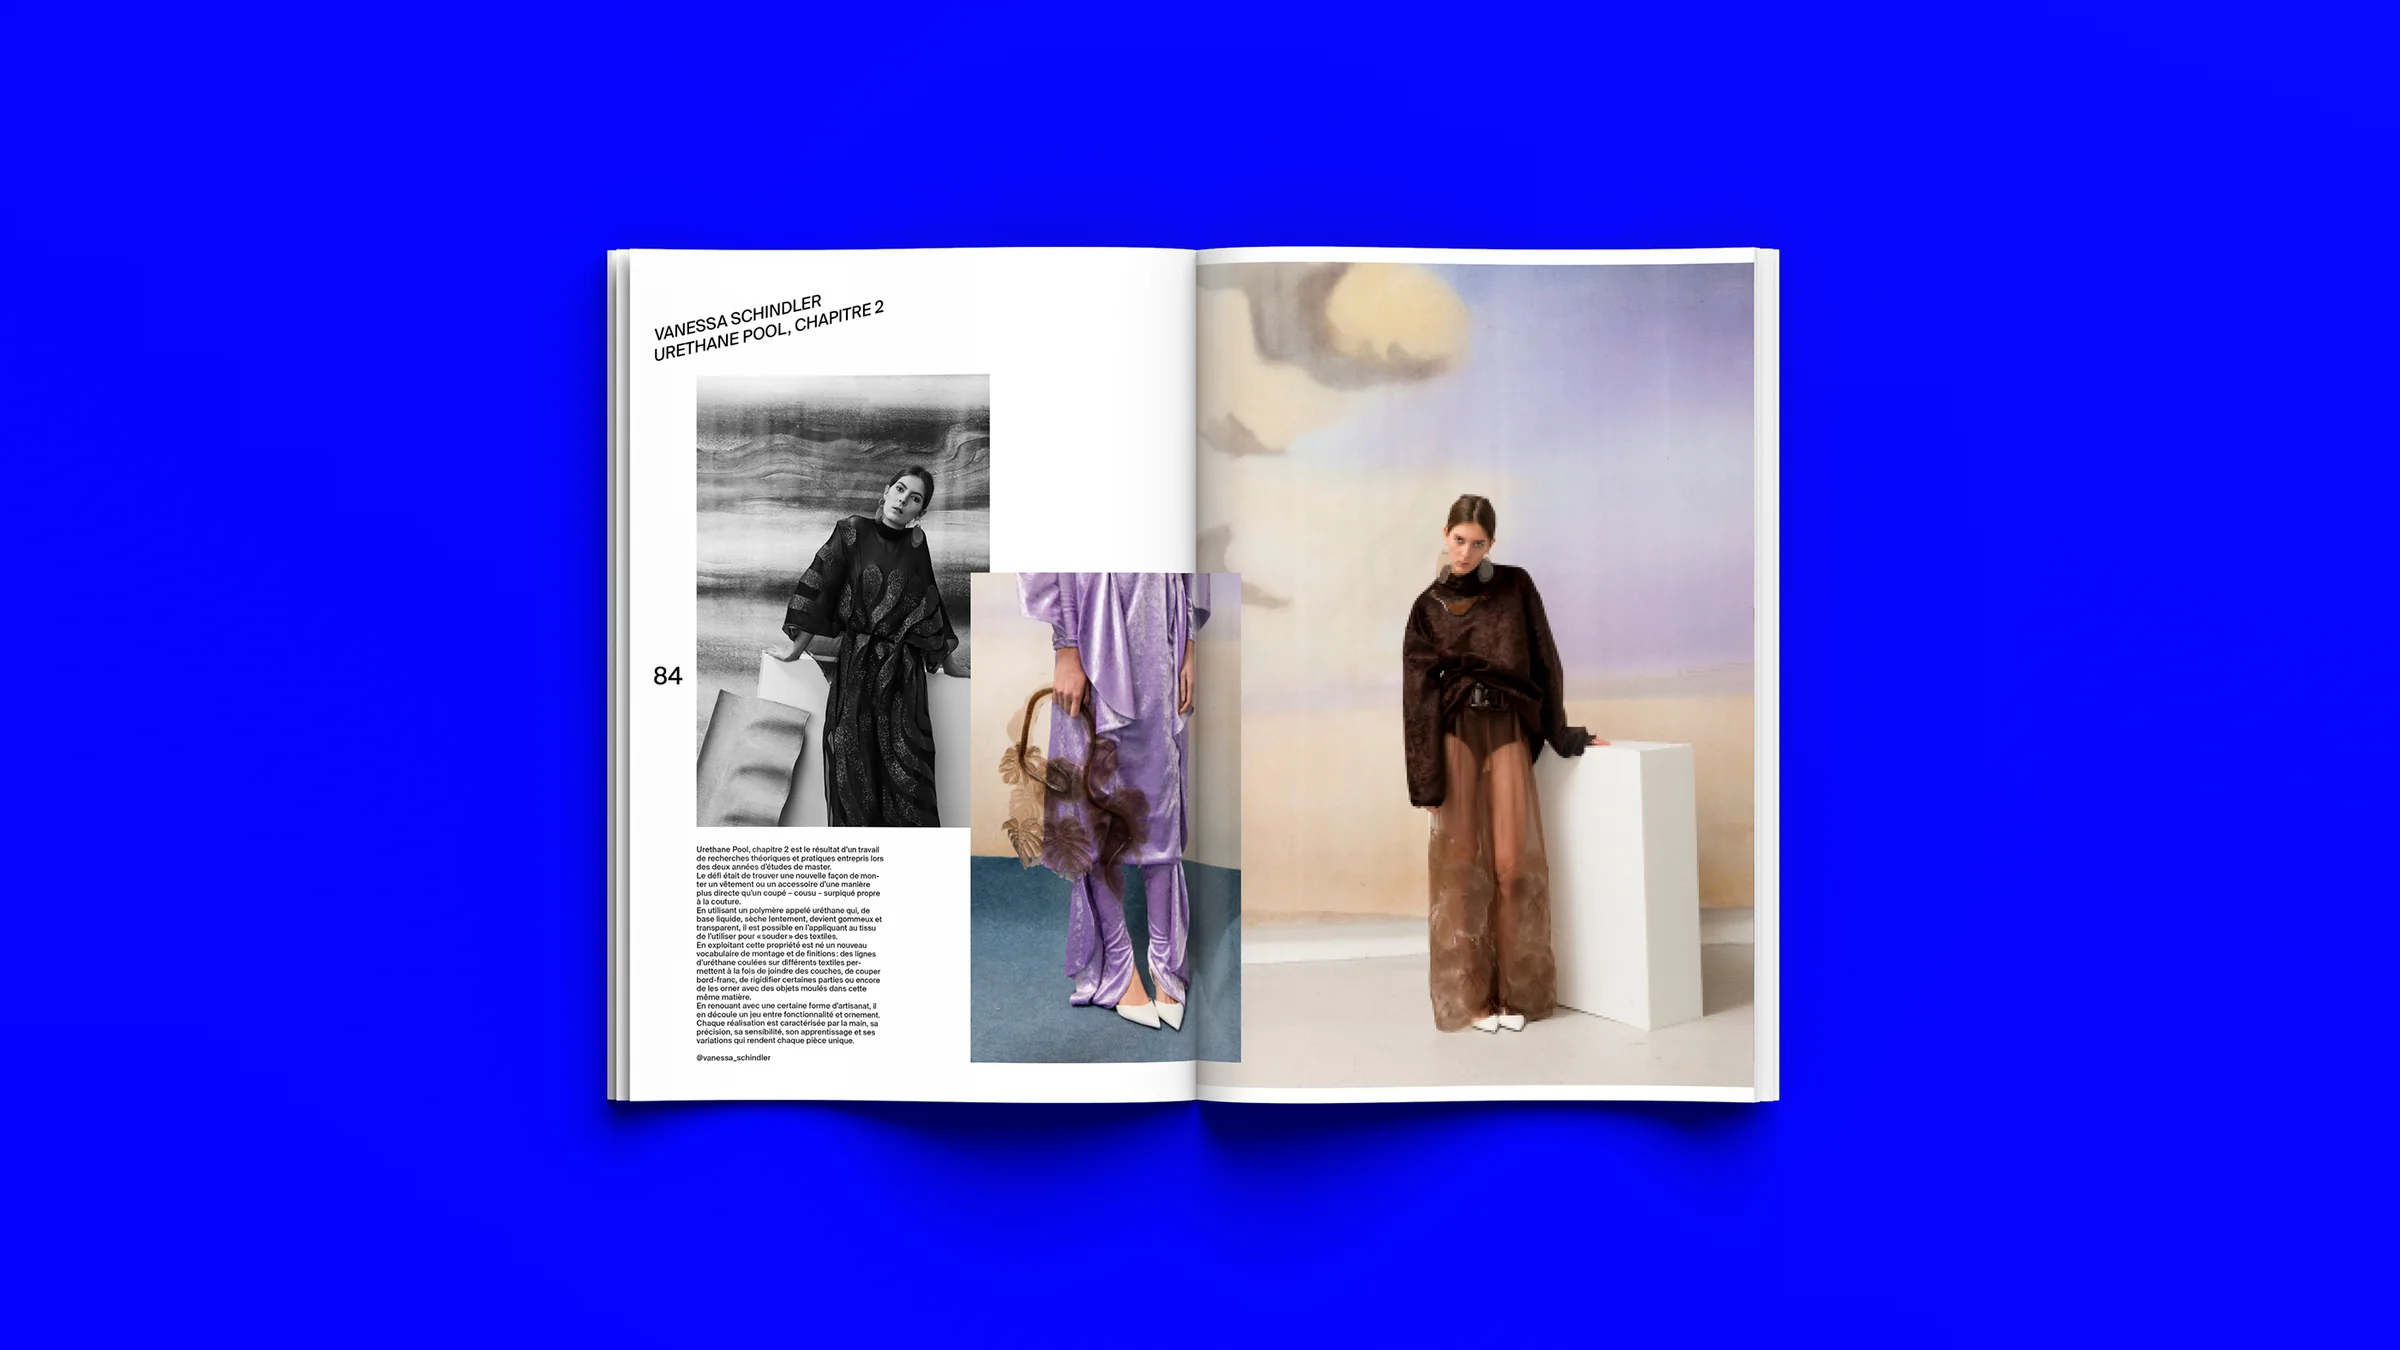 VANESSA SCHINDLER
URETHANE POOL, CHAPITRE 2
84
Urethane Pool, chapitre 2 est le résultat d'un travail
de recherches théoriques et pratiques entrepris lors
des deux années d'études de master.
Le défi était de trouver une nouvelle façon de mon-
ter un vêtement ou un accessoire d'une manière
plus directe qu'un coupé – cousu – surpiqué propre
à la couture.
En utilisant un polymère appelé uréthane qui, de
base liquide, sèche lentement, devient gommeux et
transparent, il est possible en l'appliquant au tissu
de l'utiliser pour « souder » des textiles.
En exploitant cette propriété est né un nouveau
vocabulaire de montage et de finitions : des lignes
d'uréthane coulées sur différents textiles per-
mettent à la fois de joindre des couches, de couper
bord-franc, de rigidifier certaines parties ou encore
de les orner avec des objets moulés dans cette
même matière.
En renouant avec une certaine forme d'artisanat, il
en découle un jeu entre fonctionnalité et ornement.
Chaque réalisation est caractérisée par la main, sa
précision, sa sensibilité, son apprentissage et ses
variations qui rendent chaque pièce unique.
@vanessa_schindler